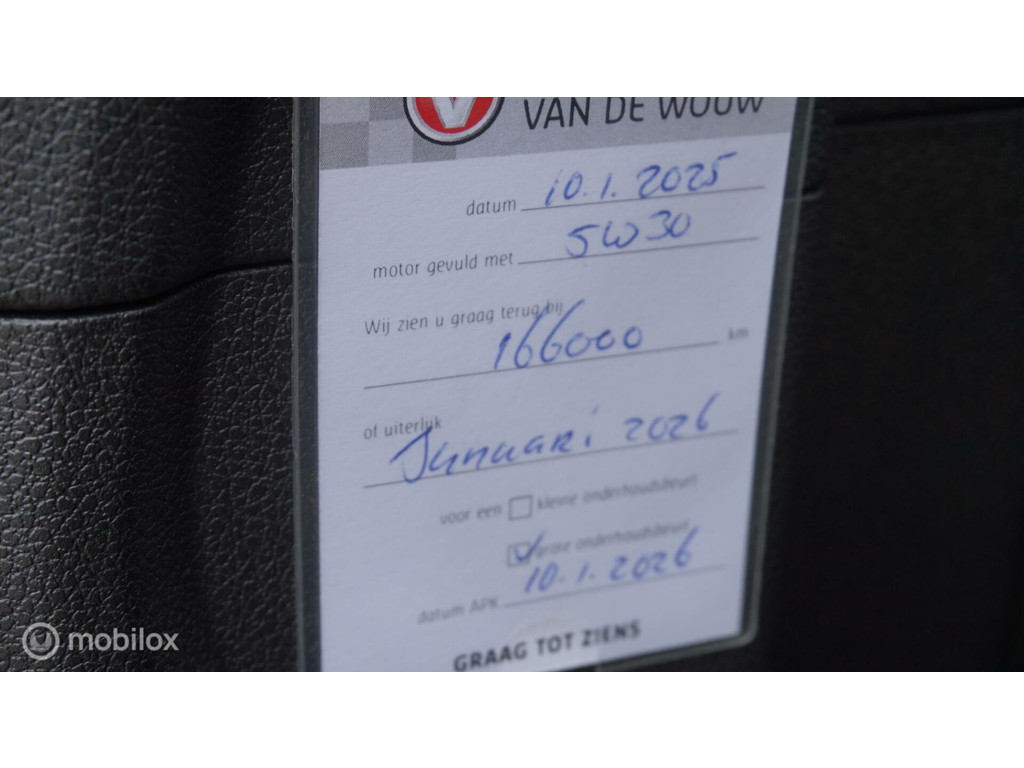 V
VAN DE WOUW
datum 10.1.2025
motor gevuld met 5W30
Wij zien u graag terug bij
166000 km
of uiterlijk
Januari 2026
voor een kleine onderhoudsbeurt
grote onderhoudsbeurt
datum APK 10.1.2026
GRAAG TOT ZIENS
mobilox